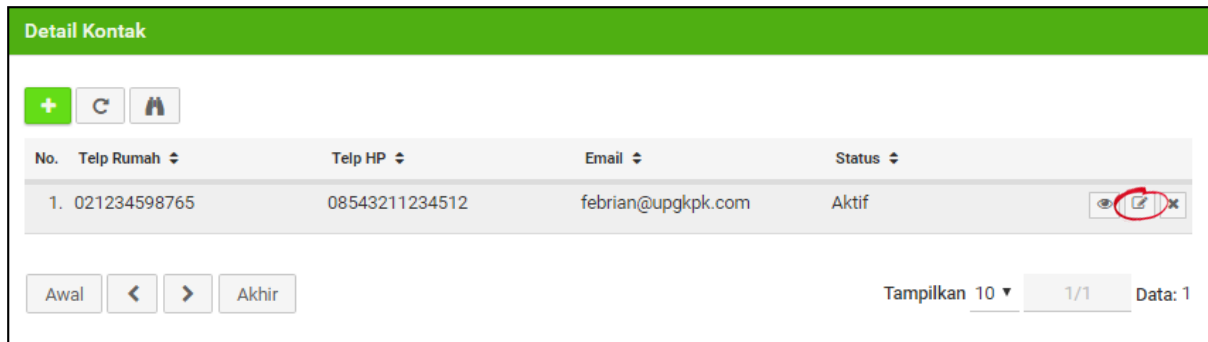 Detail Kontak
No. Telp Rumah Telp HP Email Status
1. 021234598765 08543211234512 febrian@upgkpk.com Aktif
Awal Akhir Tampilkan 10 1/1 Data: 1